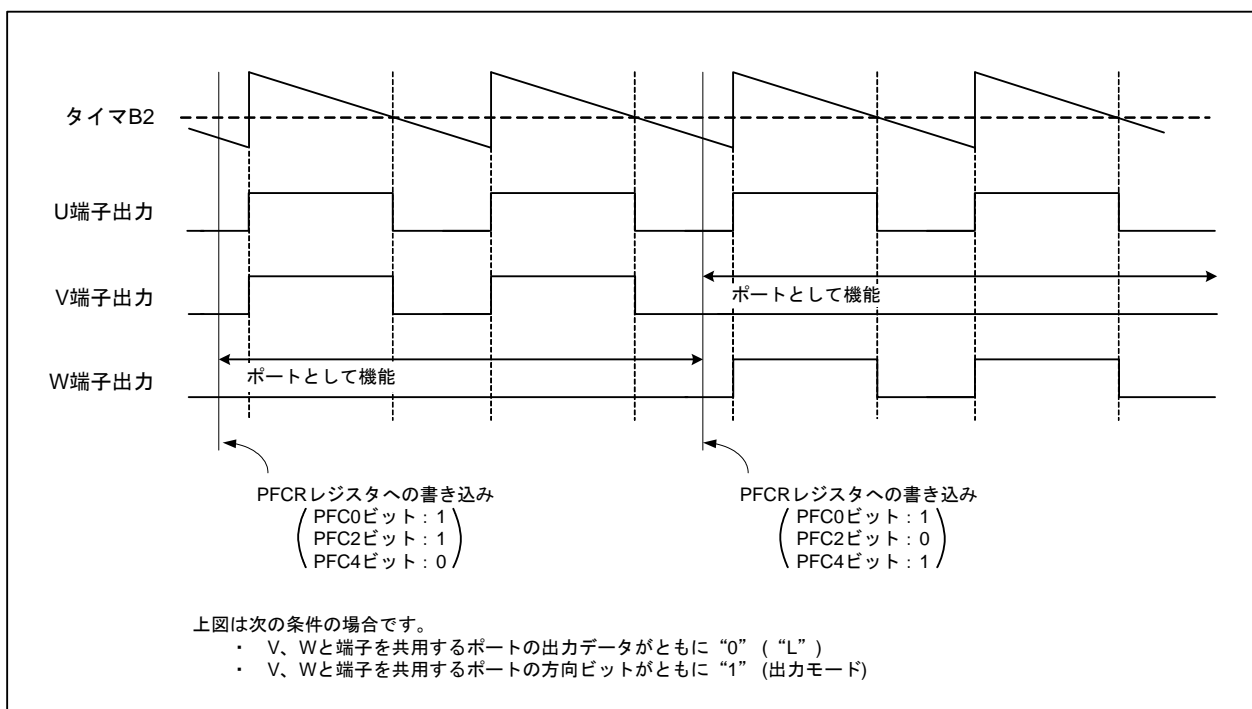 タイマB2
U端子出力
V端子出力
ポートとして機能
W端子出力
ポートとして機能
PFCRレジスタへの書き込み
PFC0ビット：1
PFC2ビット：1
PFC4ビット：0
PFCRレジスタへの書き込み
PFC0ビット：1
PFC2ビット：0
PFC4ビット：1
上図は次の条件の場合です。
・ V、Wと端子を共用するポートの出力データがともに“0” ( “L” )
・ V、Wと端子を共用するポートの方向ビットがともに“1” (出力モード)